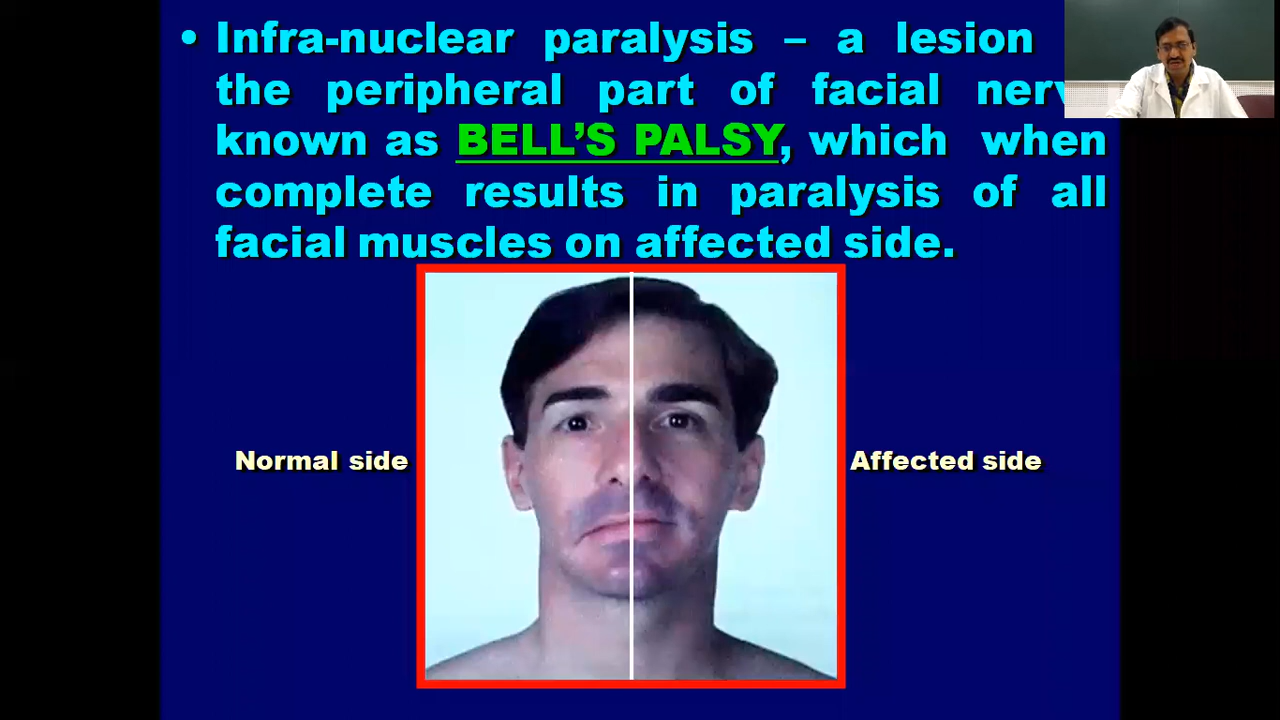 • Infra-nuclear paralysis – a lesion
the peripheral part of facial
known as BELL'S PALSY, which when
complete results in paralysis of all
facial muscles on affected side.
Normal side
Affected side